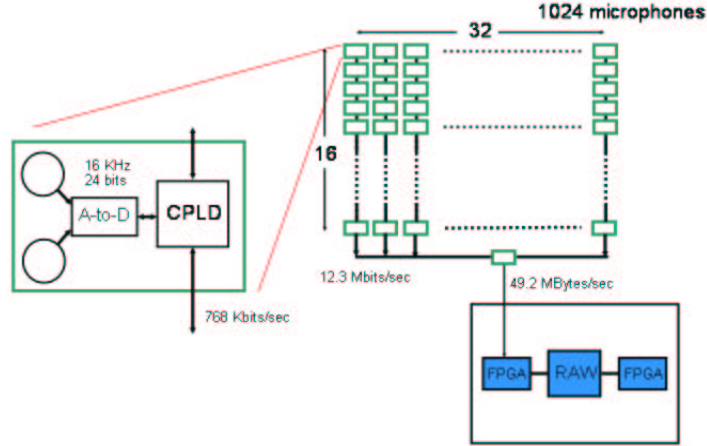 1024 microphones
32
16
16 KHz
24 bits
A-to-D
CPLD
768 Kbits/sec
12.3 Mbits/sec
49.2 MBytes/sec
FPGA
RAW
FPGA